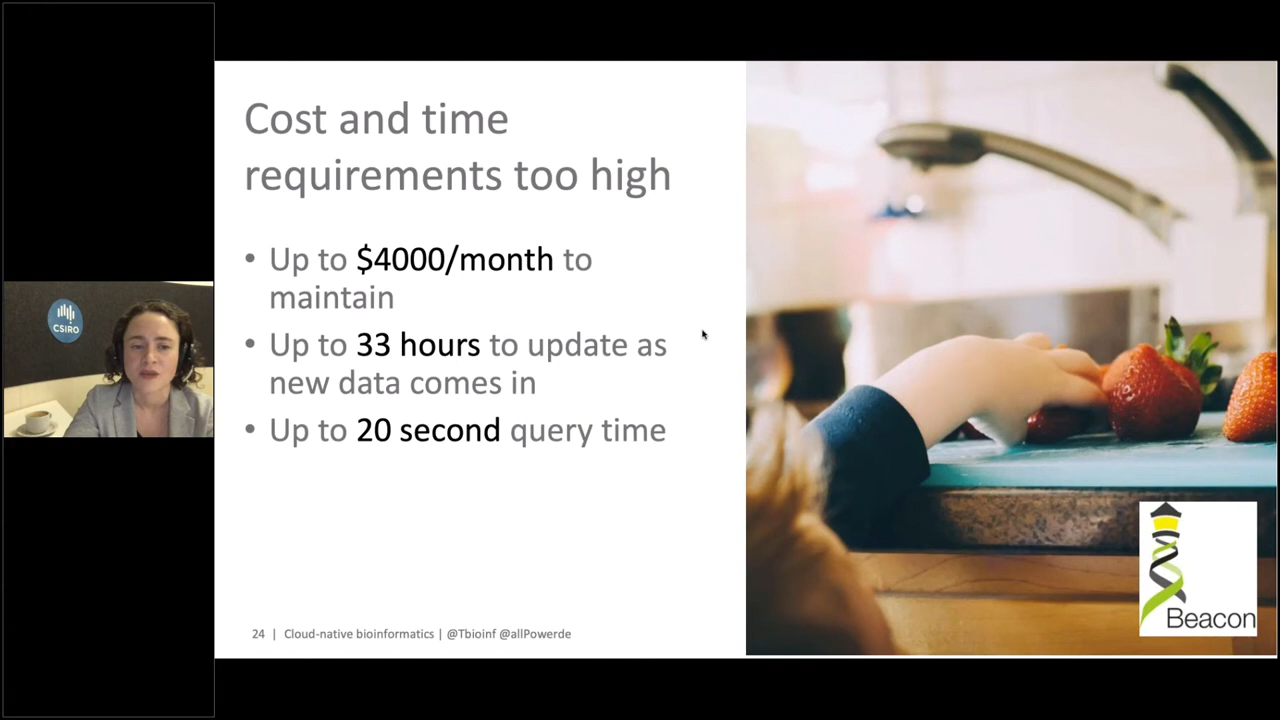 CSIRO
Cost and time
requirements too high
• Up to $4000/month to
maintain
• Up to 33 hours to update as
new data comes in
• Up to 20 second query time
24 | Cloud-native bioinformatics | @Tbioinf @allPowerde
Beacon